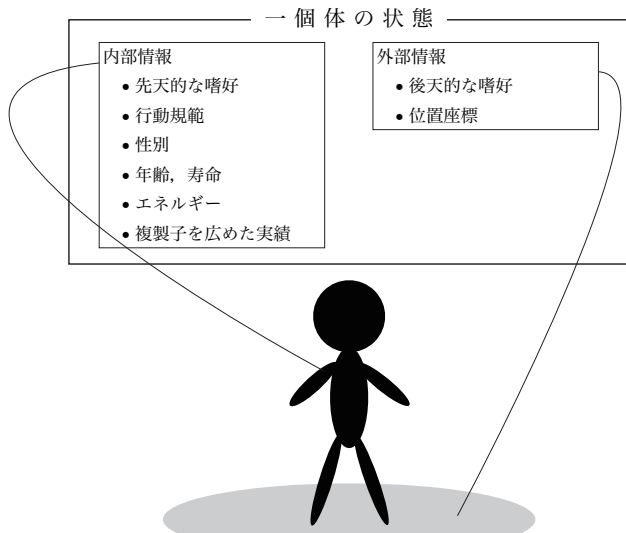 一個体の状態
内部情報
• 先天的な嗜好
• 行動規範
• 性別
• 年齢，寿命
• エネルギー
• 複製子を広めた実績
外部情報
• 後天的な嗜好
• 位置座標